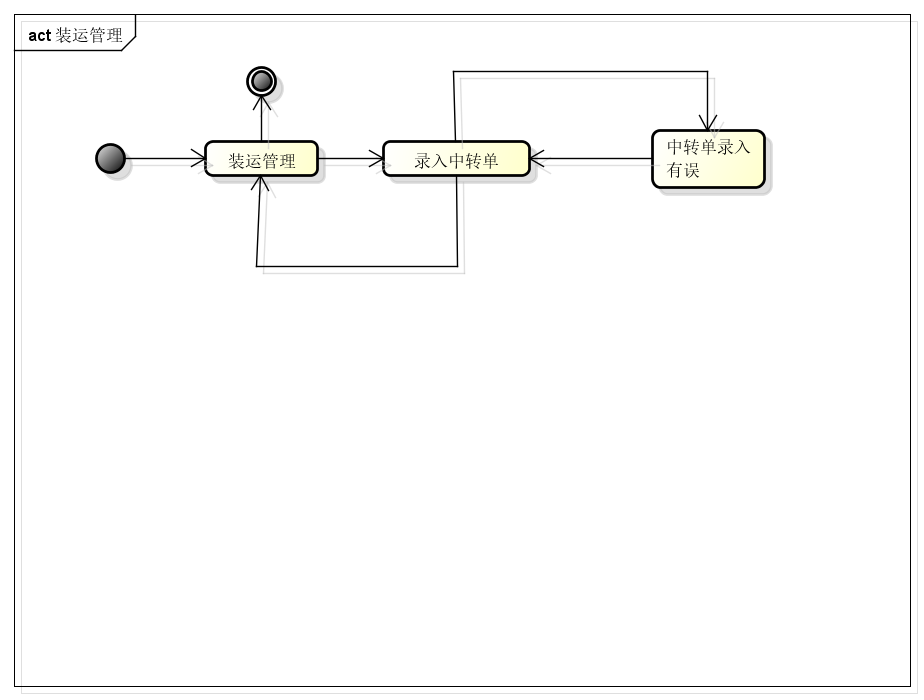 act 装运管理
装运管理
录入中转单
中转单录入
有误